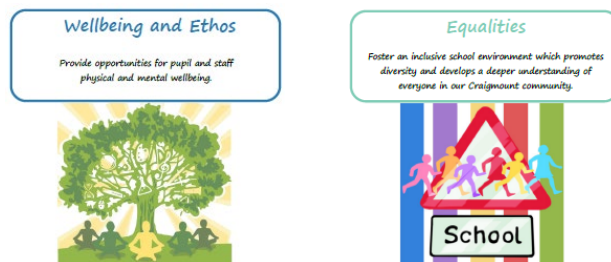 Wellbeing and Ethos
Provide opportunities for pupil and staff
physical and mental wellbeing.
Equalities
Foster an inclusive school environment which promotes
diversity and develops a deeper understanding of
everyone in our Craigmount community.
School